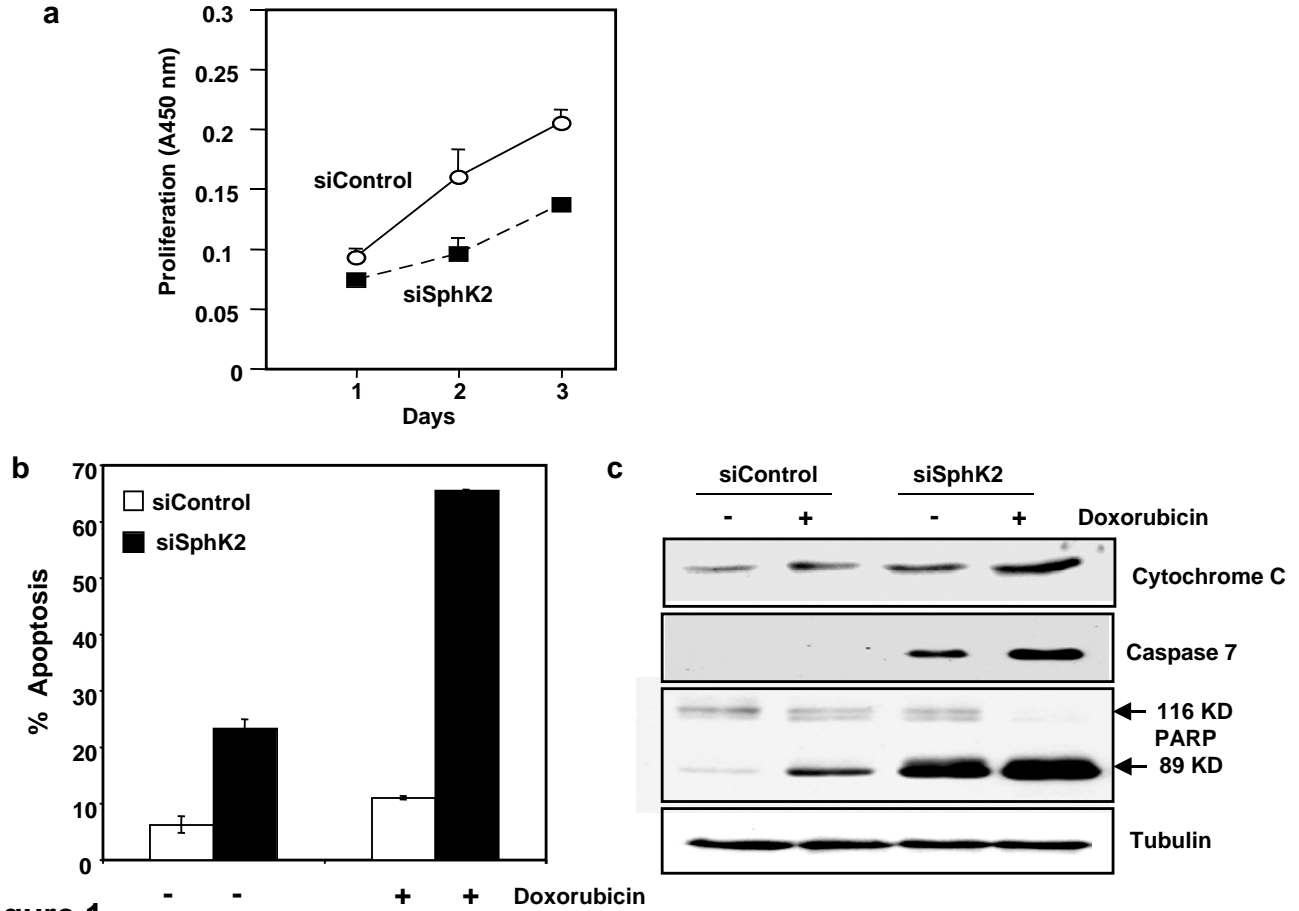 a
0.3
0.25
0.2
0.15
0.1
0.05
0
Proliferation (A450 nm)
siControl
siSphK2
1 2 3
Days
b
70
60
50
40
30
20
10
0
% Apoptosis
siControl
siSphK2
- - + + Doxorubicin
c
siControl siSphK2
- + - + Doxorubicin
Cytochrome C
Caspase 7
116 KD
PARP
89 KD
Tubulin